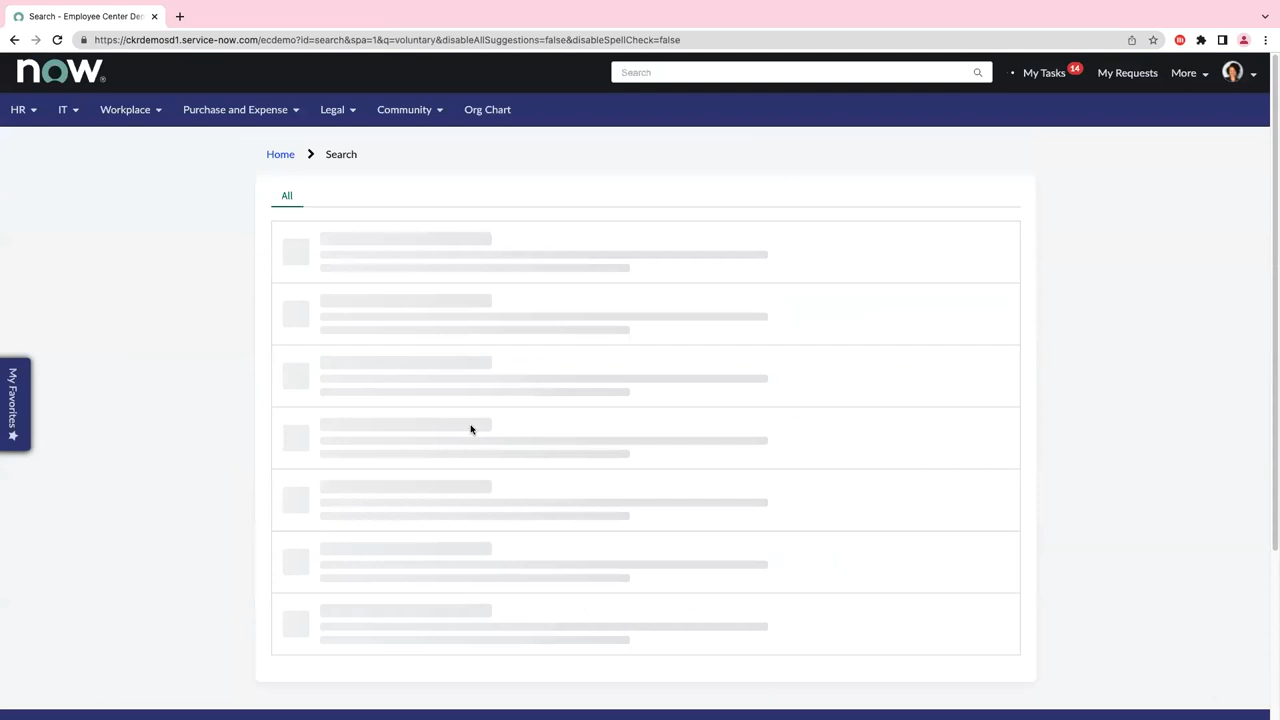 Search - Employee Center De
https://ckrdemosd1.service-now.com/ecdemo?id=search&spa=1&q=voluntary&disableAllSuggestions=false&disableSpellCheck=false
now
Search
My Tasks 14 My Requests More
HR IT Workplace Purchase and Expense Legal Community Org Chart
Home Search
All
My Favorites